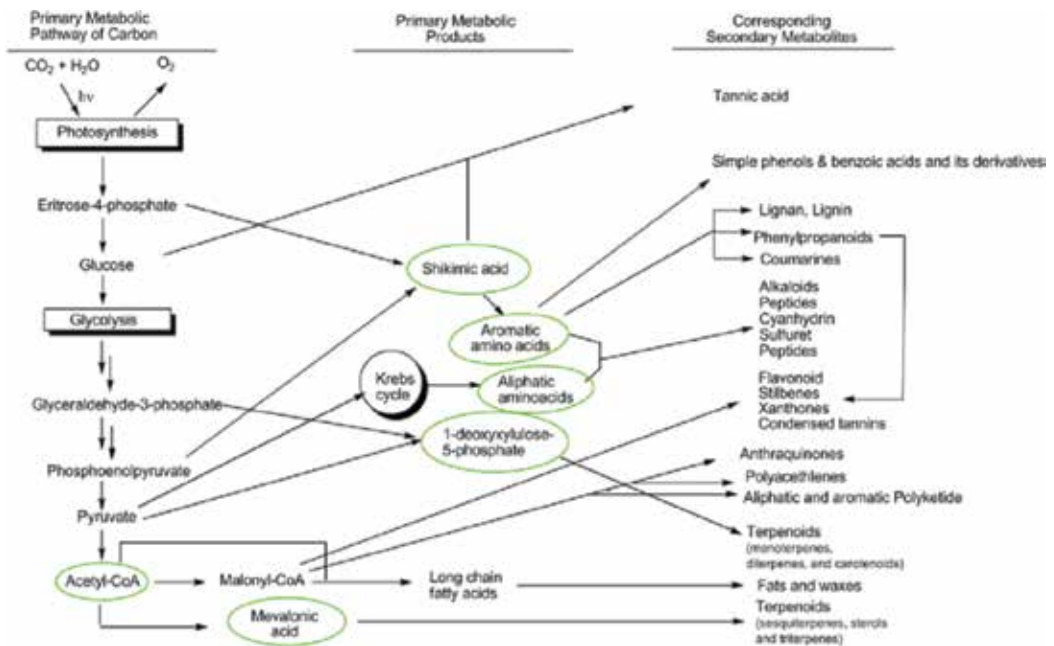 Primary Metabolic
Pathway of Carbon
Primary Metabolic
Products
Corresponding
Secondary Metabolites
CO2 + H2O
O2
hν
Photosynthesis
Eritrose-4-phosphate
Glucose
Glycolysis
Glyceraldehyde-3-phosphate
Phosphoenolpyruvate
Pyruvate
Acetyl-CoA
Malonyl-CoA
Mevalonic
acid
Long chain
fatty acids
Shikimic acid
Aromatic
amino acids
Krebs
cycle
Aliphatic
aminoacids
1-deoxyxylulose-
5-phosphate
Tannic acid
Simple phenols & benzoic acids and its derivatives
Lignan, Lignin
Phenylpropanoids
Coumarines
Alkaloids
Peptides
Cyanhydrin
Sulfuret
Peptides
Flavonoid
Stilbenes
Xanthones
Condensed tannins
Anthraquinones
Polyacethlenes
Aliphatic and aromatic Polyketide
Terpenoids
(monoterpenes,
diterpenes, and carotenoids)
Fats and waxes
Terpenoids
(sesquiterpenes, sterols
and triterpenes)